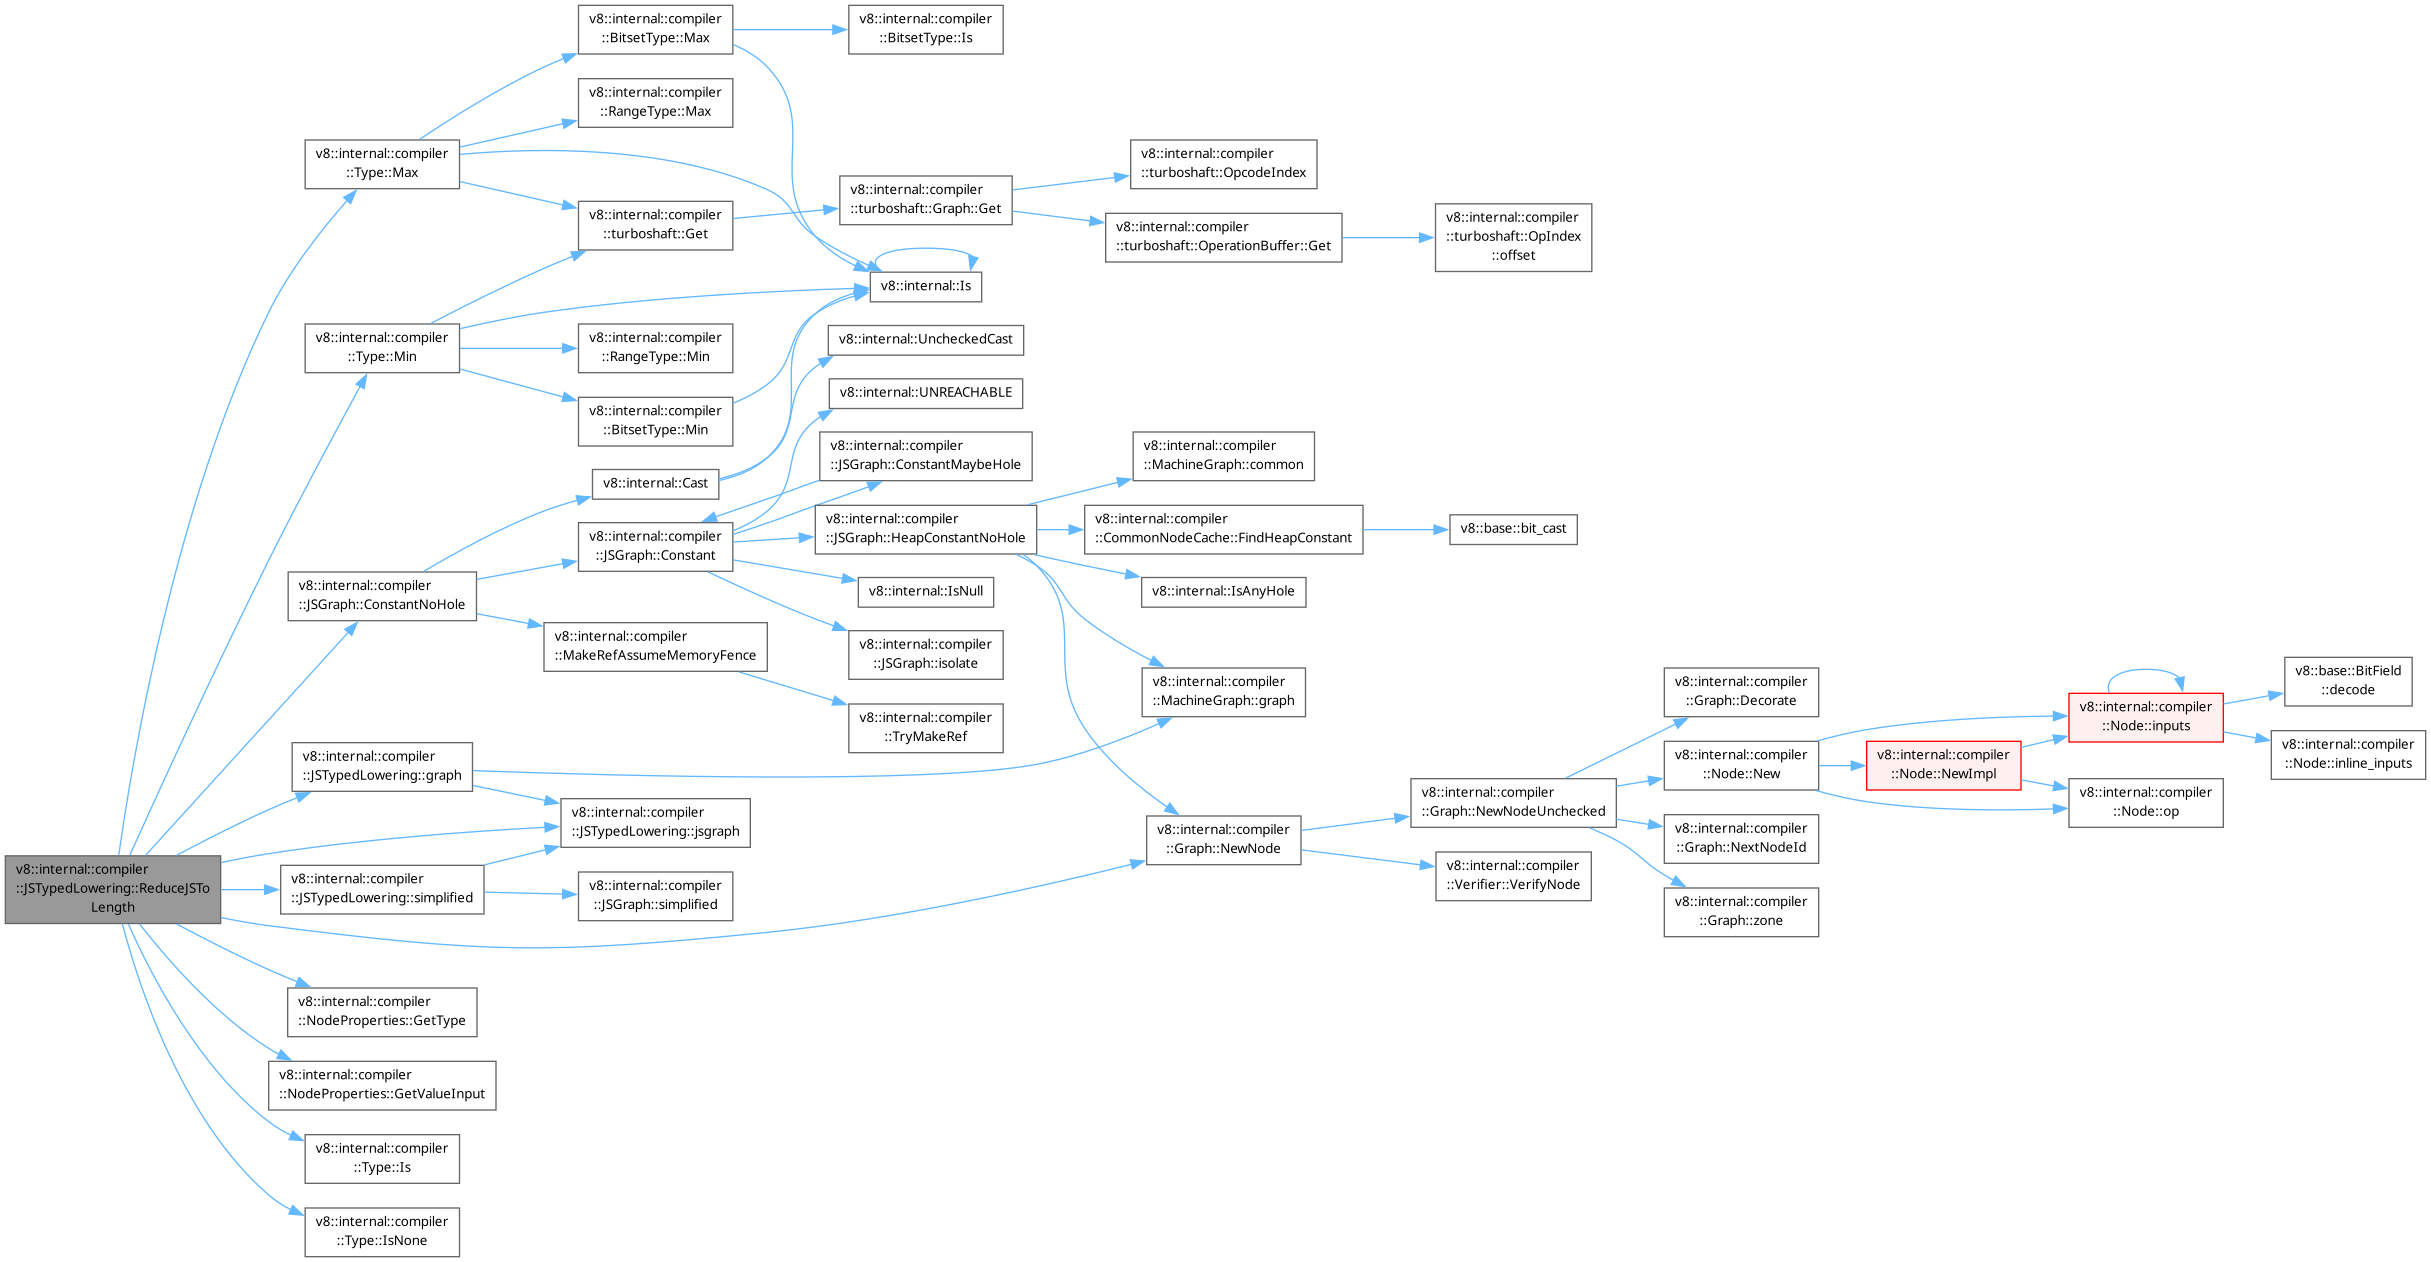 v8::internal::compiler
::BitsetType::Max
v8::internal::compiler
::BitsetType::Is
v8::internal::compiler
::RangeType::Max
v8::internal::compiler
::Type::Max
v8::internal::compiler
::turboshaft::OpcodeIndex
v8::internal::compiler
::turboshaft::Graph::Get
v8::internal::compiler
::turboshaft::Get
v8::internal::compiler
::turboshaft::OperationBuffer::Get
v8::internal::compiler
::turboshaft::OpIndex
::offset
v8::internal::Is
v8::internal::compiler
::Type::Min
v8::internal::compiler
::RangeType::Min
v8::internal::UncheckedCast
v8::internal::UNREACHABLE
v8::internal::compiler
::BitsetType::Min
v8::internal::compiler
::JSGraph::ConstantMaybeHole
v8::internal::compiler
::MachineGraph::common
v8::internal::Cast
v8::internal::compiler
::JSGraph::Constant
v8::internal::compiler
::JSGraph::HeapConstantNoHole
v8::internal::compiler
::CommonNodeCache::FindHeapConstant
v8::base::bit_cast
v8::internal::compiler
::JSGraph::ConstantNoHole
v8::internal::IsNull
v8::internal::IsAnyHole
v8::internal::compiler
::MakeRefAssumeMemoryFence
v8::internal::compiler
::JSGraph::isolate
v8::internal::compiler
::MachineGraph::graph
v8::internal::compiler
::TryMakeRef
v8::internal::compiler
::Graph::Decorate
v8::internal::compiler
::Node::inputs
v8::base::BitField
::decode
v8::internal::compiler
::Node::inline_inputs
v8::internal::compiler
::JSTypedLowering::graph
v8::internal::compiler
::Node::New
v8::internal::compiler
::Node::NewImpl
v8::internal::compiler
::JSTypedLowering::jsgraph
v8::internal::compiler
::Graph::NewNodeUnchecked
v8::internal::compiler
::Node::op
v8::internal::compiler
::Graph::NewNode
v8::internal::compiler
::Graph::NextNodeId
v8::internal::compiler
::JSTypedLowering::ReduceJSTo
Length
v8::internal::compiler
::JSTypedLowering::simplified
v8::internal::compiler
::JSGraph::simplified
v8::internal::compiler
::Verifier::VerifyNode
v8::internal::compiler
::Graph::zone
v8::internal::compiler
::NodeProperties::GetType
v8::internal::compiler
::NodeProperties::GetValueInput
v8::internal::compiler
::Type::Is
v8::internal::compiler
::Type::IsNone